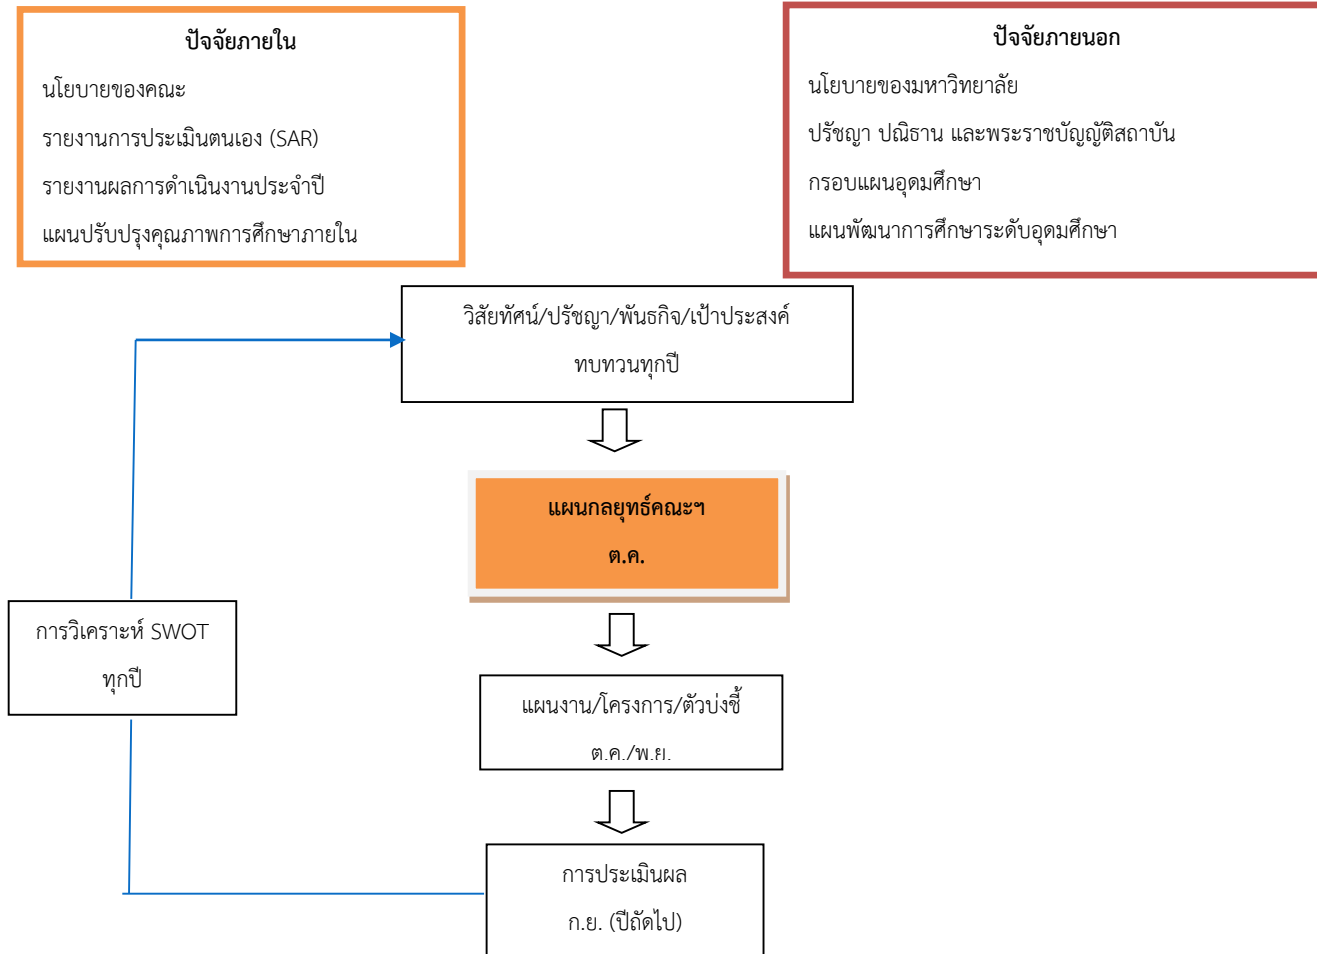 ปัจจัยภายใน
นโยบายของคณะ
รายงานการประเมินตนเอง (SAR)
รายงานผลการดำเนินงานประจำปี
แผนปรับปรุงคุณภาพการศึกษาภายใน
ปัจจัยภายนอก
นโยบายของมหาวิทยาลัย
ปรัชญา ปณิธาน และพระราชบัญญัติสถาบัน
กรอบแผนอุดมศึกษา
แผนพัฒนาการศึกษาระดับอุดมศึกษา
วิสัยทัศน์/ปรัชญา/พันธกิจ/เป้าประสงค์
ทบทวนทุกปี
แผนกลยุทธ์คณะฯ
ต.ค.
การวิเคราะห์ SWOT
ทุกปี
แผนงาน/โครงการ/ตัวบ่งชี้
ต.ค./พ.ย.
การประเมินผล
ก.ย. (ปีถัดไป)